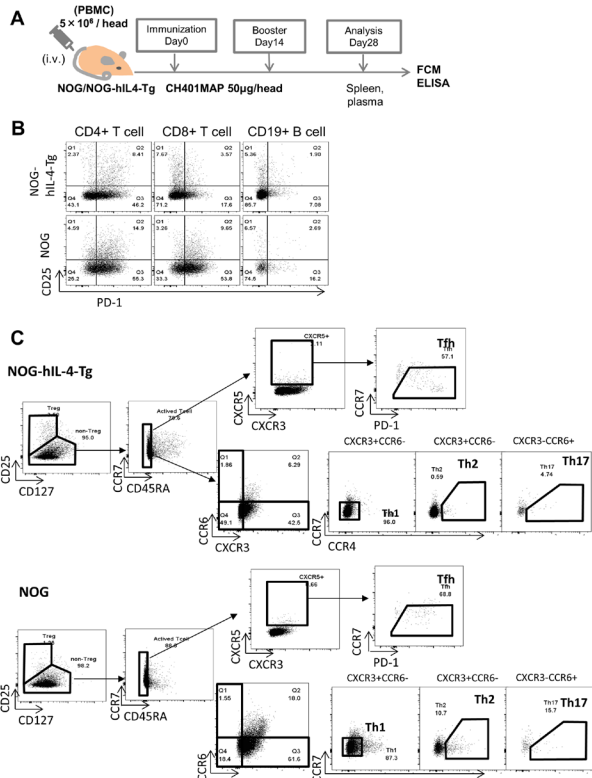 A
(PBMC)
5×10⁶ / head
(i.v.)
Immunization
Day0
Booster
Day14
Analysis
Day28
FCM
ELISA
NOG/NOG-hIL4-Tg
CH401MAP 50μg/head
Spleen,
plasma
B
CD4+ T cell
CD8+ T cell
CD19+ B cell
NOG-
hIL-4-Tg
Q1
2.37
Q2
8.41
Q4
43.1
Q3
46.2
Q1
7.67
Q2
3.57
Q4
71.2
Q3
17.6
Q1
5.36
Q2
1.90
Q4
85.7
Q3
7.08
NOG
Q1
4.59
Q2
14.9
Q4
25.2
Q3
55.3
Q1
3.26
Q2
9.65
Q4
33.3
Q3
53.8
Q1
6.57
Q2
2.69
Q4
74.5
Q3
16.2
CD25
PD-1
C
NOG-hIL-4-Tg
CXCR5+
CXCR5
CXCR3
Tfh
57.1
CCR7
PD-1
Treg
non-Treg
95.0
CD25
CD127
Actived Tcell
CCR7
CD45RA
Q1
1.86
Q2
6.29
Q4
49.1
Q3
42.5
CCR6
CXCR3
CXCR3+CCR6-
CXCR3+CCR6-
CXCR3-CCR6+
Th1
96.0
Th2
0.59
Th2
Th17
4.74
Th17
CCR7
CCR4
NOG
CXCR5+
CXCR5
CXCR3
Tfh
68.8
CCR7
PD-1
Treg
non-Treg
98.2
CD25
CD127
Actived Tcell
CCR7
CD45RA
Q1
1.55
Q2
18.0
Q4
18.4
Q3
61.6
CCR6
CXCR3+CCR6-
CXCR3+CCR6-
CXCR3-CCR6+
Th1
Th1
87.3
Th2
10.7
Th2
Th17
15.7
Th17
CCR7